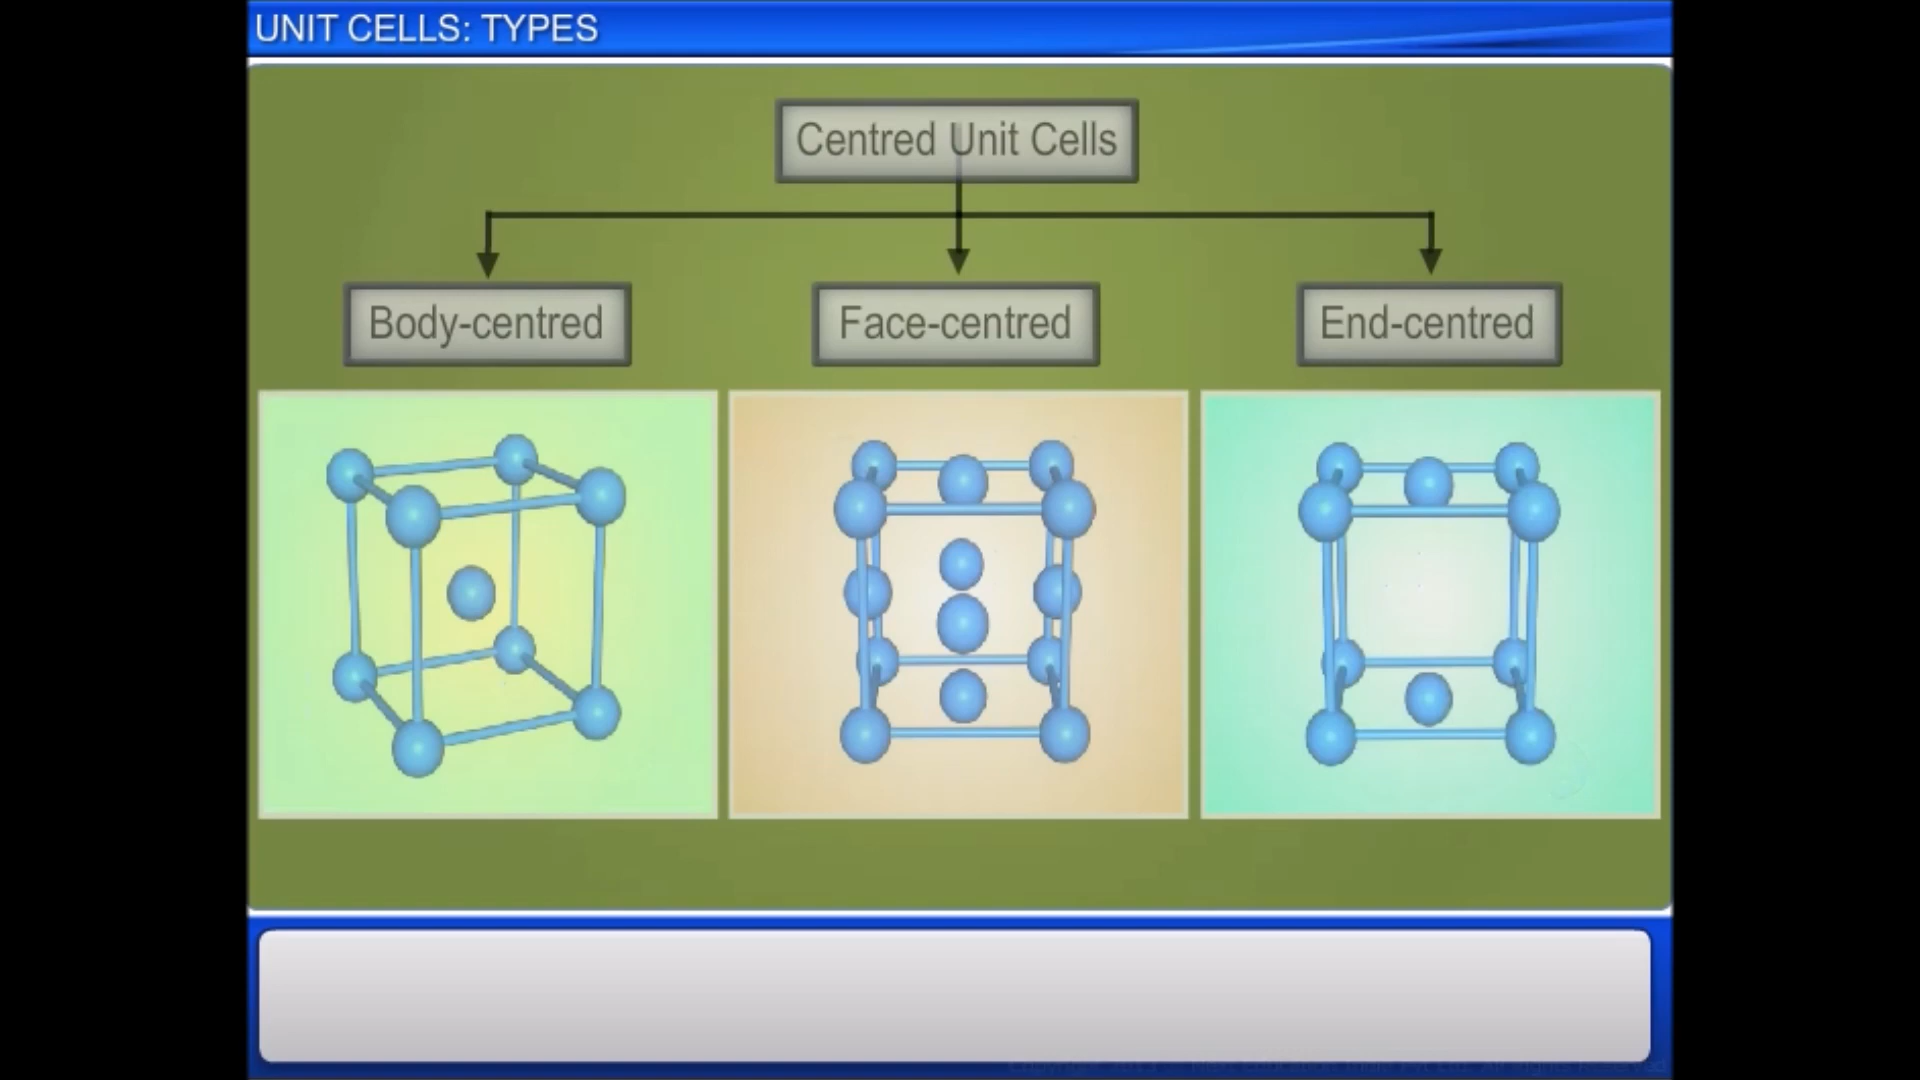 UNIT CELLS: TYPES
Centred Unit Cells
Body-centred
Face-centred
End-centred